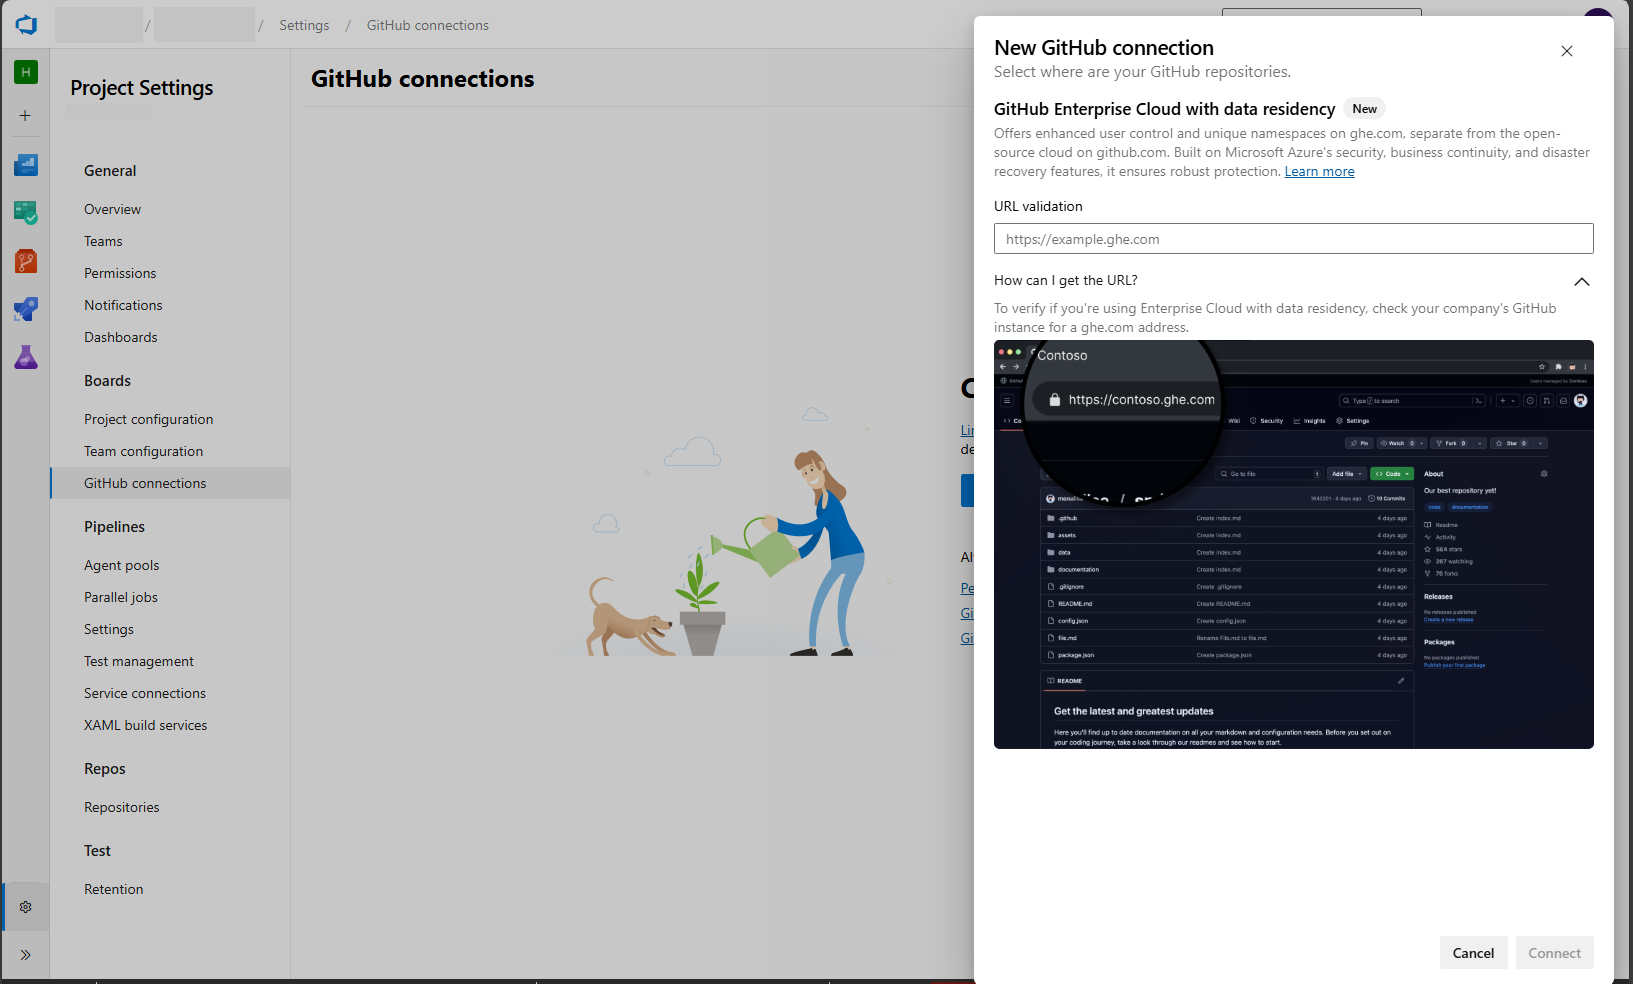 / / Settings / GitHub connections
H
Project Settings
General
Overview
Teams
Permissions
Notifications
Dashboards
Boards
Project configuration
Team configuration
GitHub connections
Pipelines
Agent pools
Parallel jobs
Settings
Test management
Service connections
XAML build services
Repos
Repositories
Test
Retention
GitHub connections
New GitHub connection
Select where are your GitHub repositories.
GitHub Enterprise Cloud with data residency New
Offers enhanced user control and unique namespaces on ghe.com, separate from the open-
source cloud on github.com. Built on Microsoft Azure's security, business continuity, and disaster
recovery features, it ensures robust protection. Learn more
URL validation
https://example.ghe.com
How can I get the URL?
To verify if you're using Enterprise Cloud with data residency, check your company's GitHub
instance for a ghe.com address.
Contoso
https://contoso.ghe.com
Users managed by Contoso
Type / to search
Wiki Security Insights Settings
Pin Watch 0 Fork 0 Star 0
Go to file t Add file Code
1642201 · 4 days ago 13 Commits
.github Create index.md 4 days ago
assets Create index.md 4 days ago
data Create index.md 4 days ago
documentation Create index.md 4 days ago
.gitignore Create .gitignore 4 days ago
README.md Create README.md 4 days ago
config.json Create config.json 4 days ago
file.md Rename File.md to file.md 4 days ago
package.json Create package.json 4 days ago
About
Our best repository yet!
code documentation
Readme
Activity
564 stars
267 watching
76 forks
Releases
No releases published
Create a new release
Packages
No packages published
Publish your first package
README
Get the latest and greatest updates
Here you'll find up to date documentation on all your markdown and configuration needs. Before you set out on
your coding journey, take a look through our readmes and see how to start.
Cancel Connect